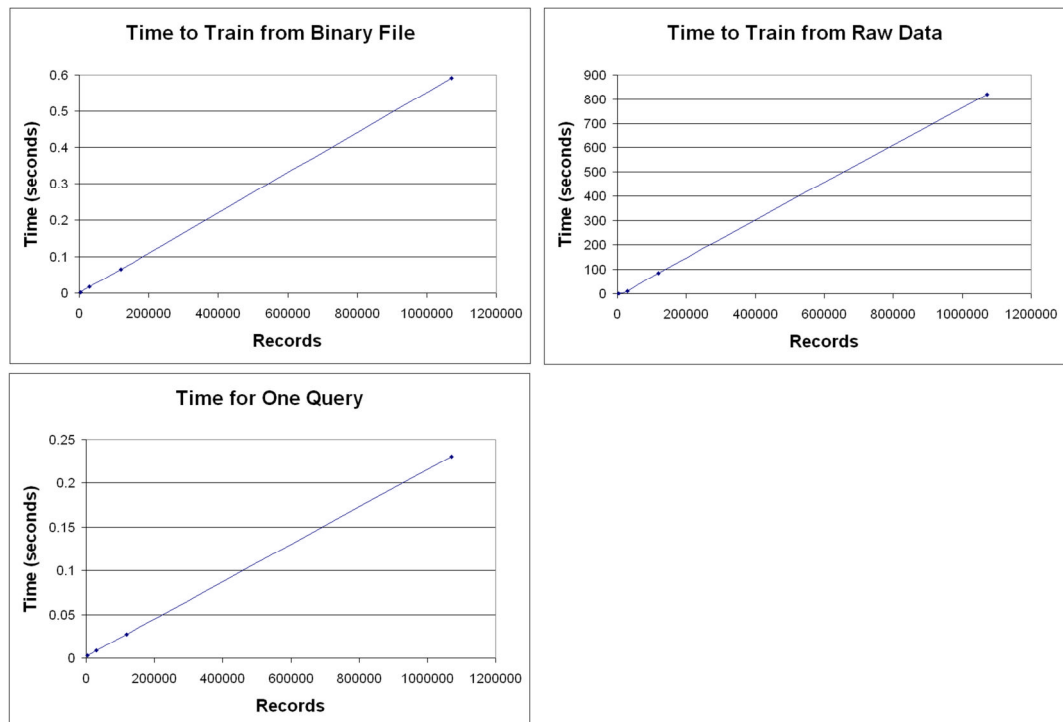 Time to Train from Binary File
0.6
0.5
0.4
0.3
0.2
0.1
0
Time (seconds)
0 200000 400000 600000 800000 1000000 1200000
Records
Time to Train from Raw Data
900
800
700
600
500
400
300
200
100
0
Time (seconds)
0 200000 400000 600000 800000 1000000 1200000
Records
Time for One Query
0.25
0.2
0.15
0.1
0.05
0
Time (seconds)
0 200000 400000 600000 800000 1000000 1200000
Records